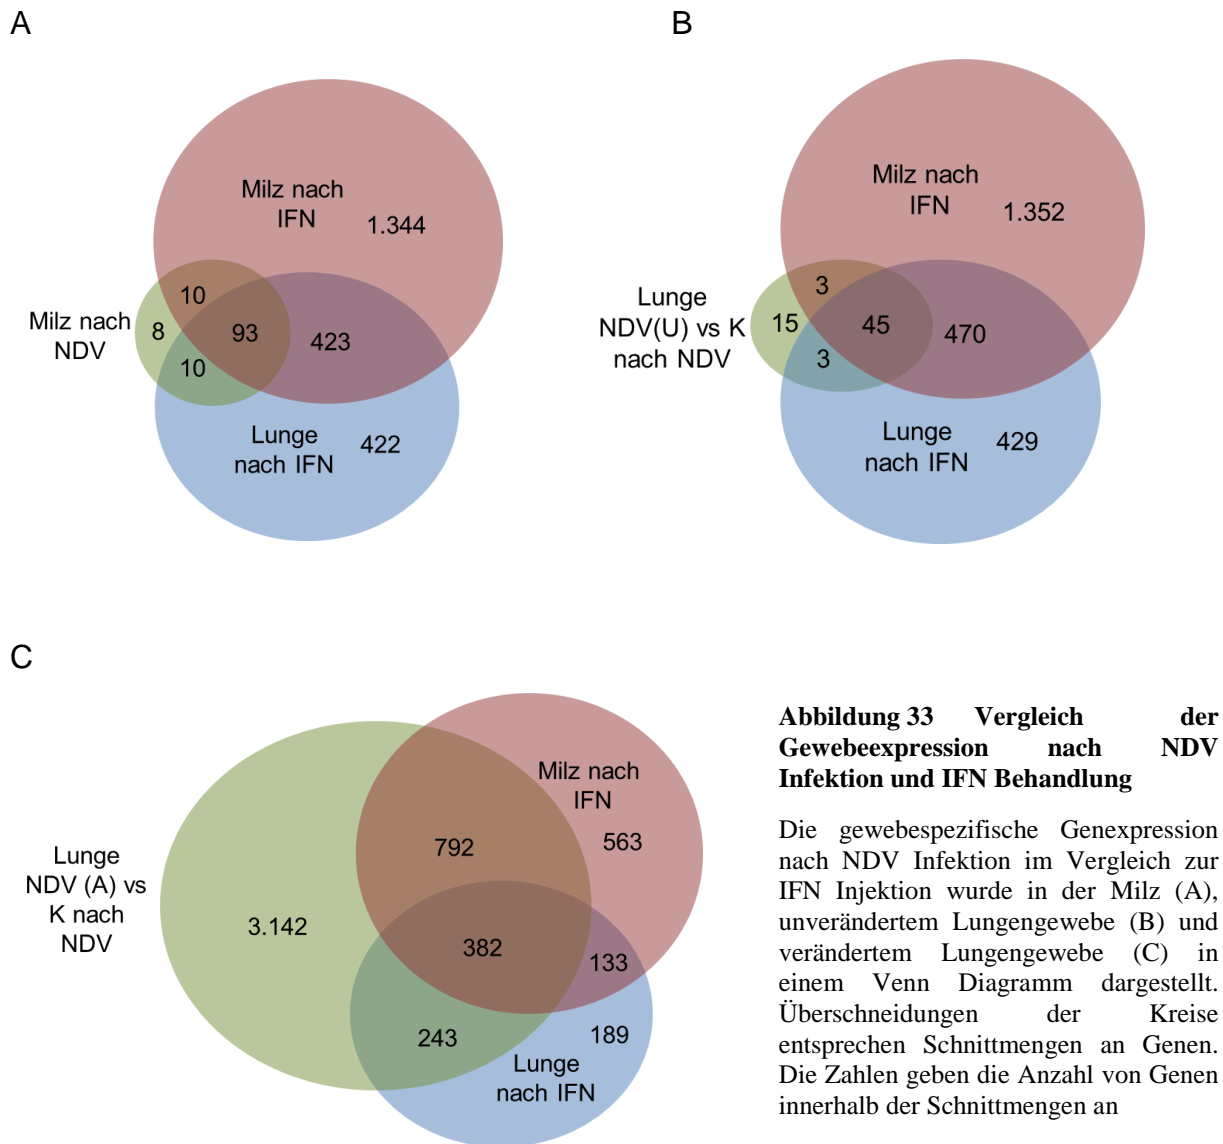 A
B
Milz nach
IFN
1.344
10
Milz nach
NDV
8
93
423
10
Lunge
nach IFN
422
Milz nach
IFN
1.352
3
Lunge
NDV(U) vs K
nach NDV
15
45
470
3
Lunge
nach IFN
429
C
Milz nach
IFN
792
563
Lunge
NDV (A) vs
K nach
NDV
3.142
382
133
243
189
Lunge
nach IFN
Abbildung 33 Vergleich der
Gewebeexpression nach NDV
Infektion und IFN Behandlung
Die gewebespezifische Genexpression
nach NDV Infektion im Vergleich zur
IFN Injektion wurde in der Milz (A),
unverändertem Lungengewebe (B) und
verändertem Lungengewebe (C) in
einem Venn Diagramm dargestellt.
Überschneidungen der Kreise
entsprechen Schnittmengen an Genen.
Die Zahlen geben die Anzahl von Genen
innerhalb der Schnittmengen an